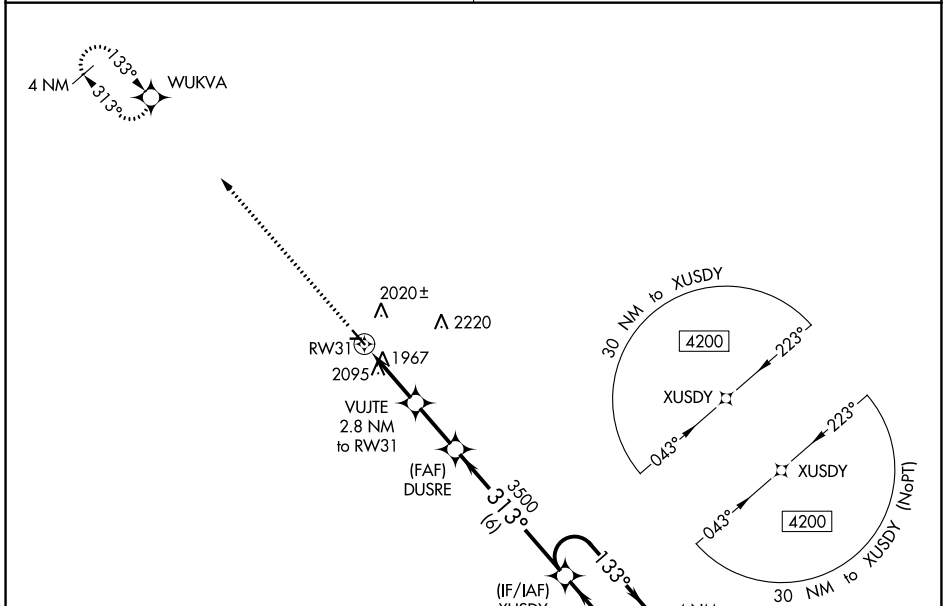 133°
WUKVA
4 NM
313°
2020±
2220
RW31
1967
2095
VUJTE
2.8 NM
to RW31
(FAF)
DUSRE
3500
313°
(6)
133°
(IF/IAF)
30 NM to XUSDY
4200
223°
XUSDY
043°
223°
XUSDY
043°
4200
30 NM to XUSDY (NoPT)